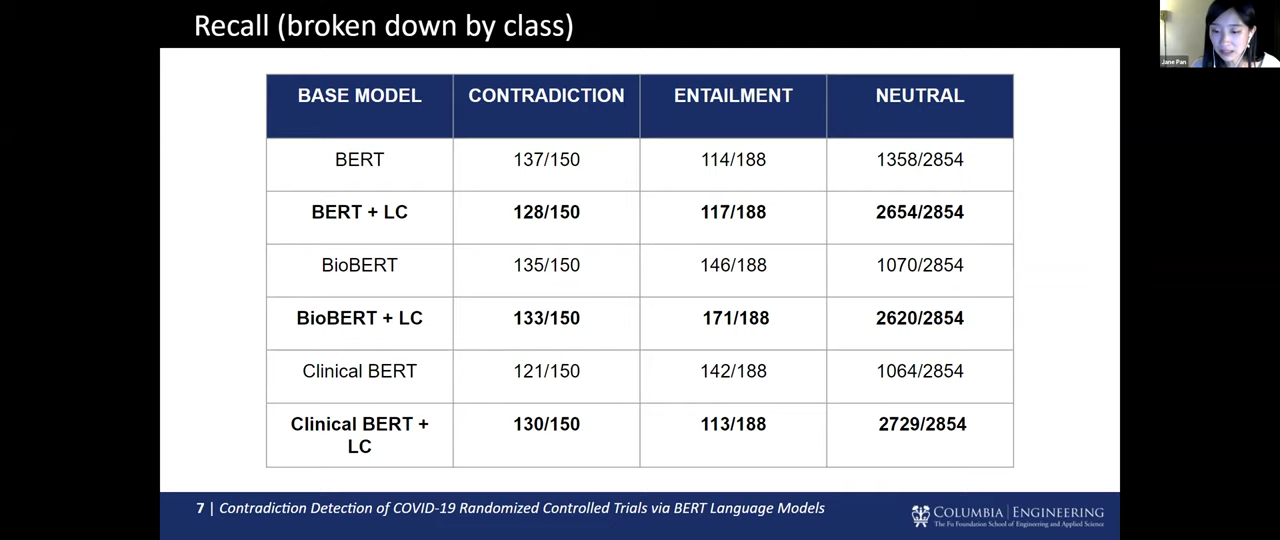 Recall (broken down by class)
Jane Pan
BASE MODEL CONTRADICTION ENTAILMENT NEUTRAL
BERT 137/150 114/188 1358/2854
BERT + LC 128/150 117/188 2654/2854
BioBERT 135/150 146/188 1070/2854
BioBERT + LC 133/150 171/188 2620/2854
Clinical BERT 121/150 142/188 1064/2854
Clinical BERT + 130/150 113/188 2729/2854
LC
7 | Contradiction Detection of COVID-19 Randomized Controlled Trials via BERT Language Models
COLUMBIA | ENGINEERING
The Fu Foundation School of Engineering and Applied Science